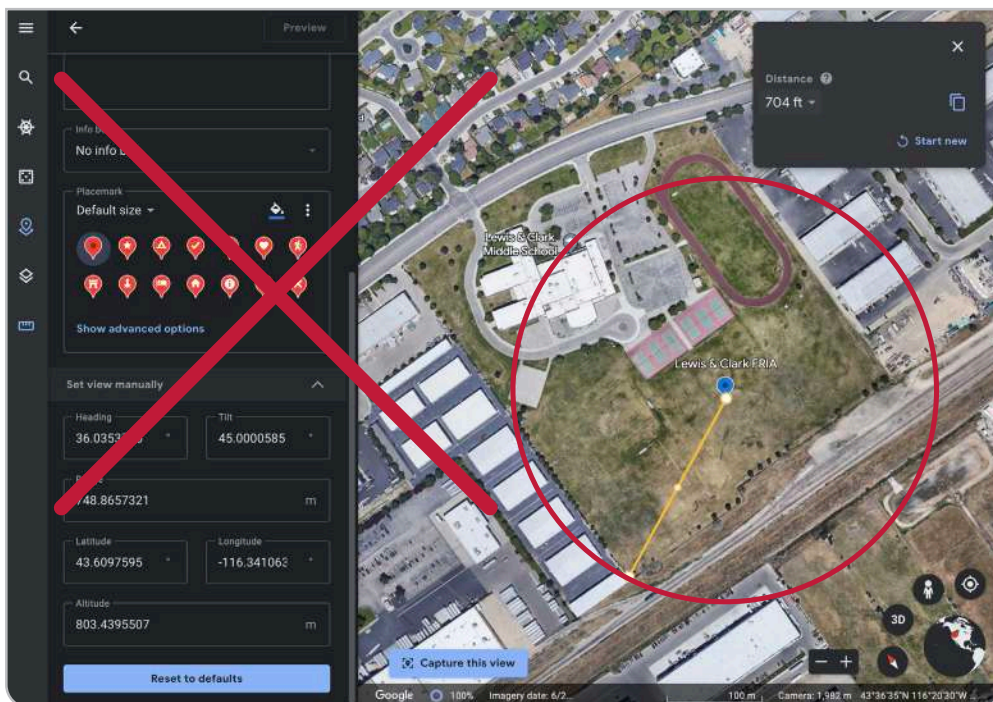 Preview
No info
Placemark
Default size
Show advanced options
Set view manually
Heading
Tilt
45.0000585 °
748.8657321 m
Latitude
Longitude
43.6097595 °
-116.341063
Altitude
803.4395507 m
Reset to defaults
Lewis & Clark
Middle School
Lewis & Clark FRIA
Distance
704 ft
Start new
3D
Capture this view
Google 100% Imagery date: 6/2... 100 m Camera: 1,982 m 43°36'35"N 116°20'30"W